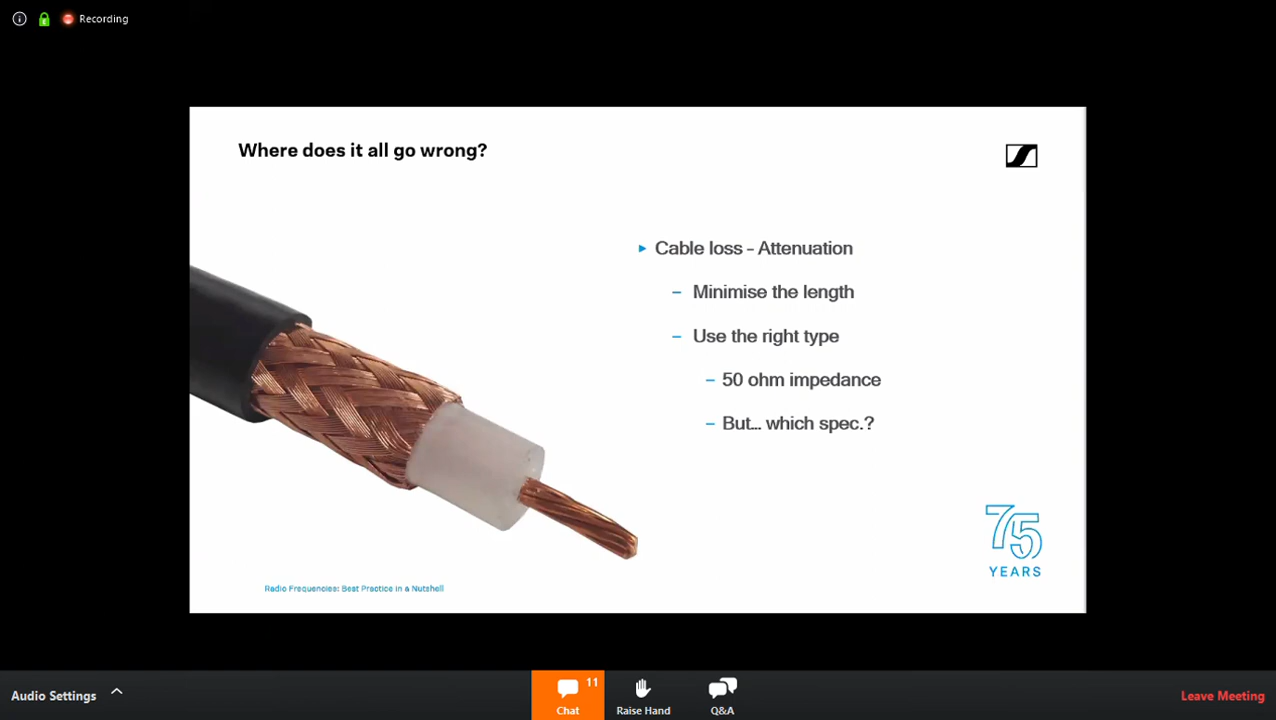 Recording
Where does it all go wrong?
Cable loss – Attenuation
– Minimise the length
– Use the right type
– 50 ohm impedance
– But... which spec.?
75
YEARS
Radio Frequencies: Best Practice in a Nutshell
Audio Settings
11
Chat
Raise Hand
Q&A
Leave Meeting